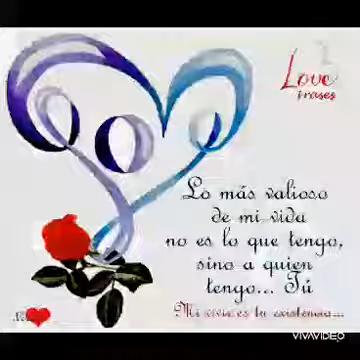 Love
Frases
Lo más valioso
de mi vida
no es lo que tengo,
sino a quien
tengo... Tú
Mi vivir es tu existencia...
VIVAVIDEO